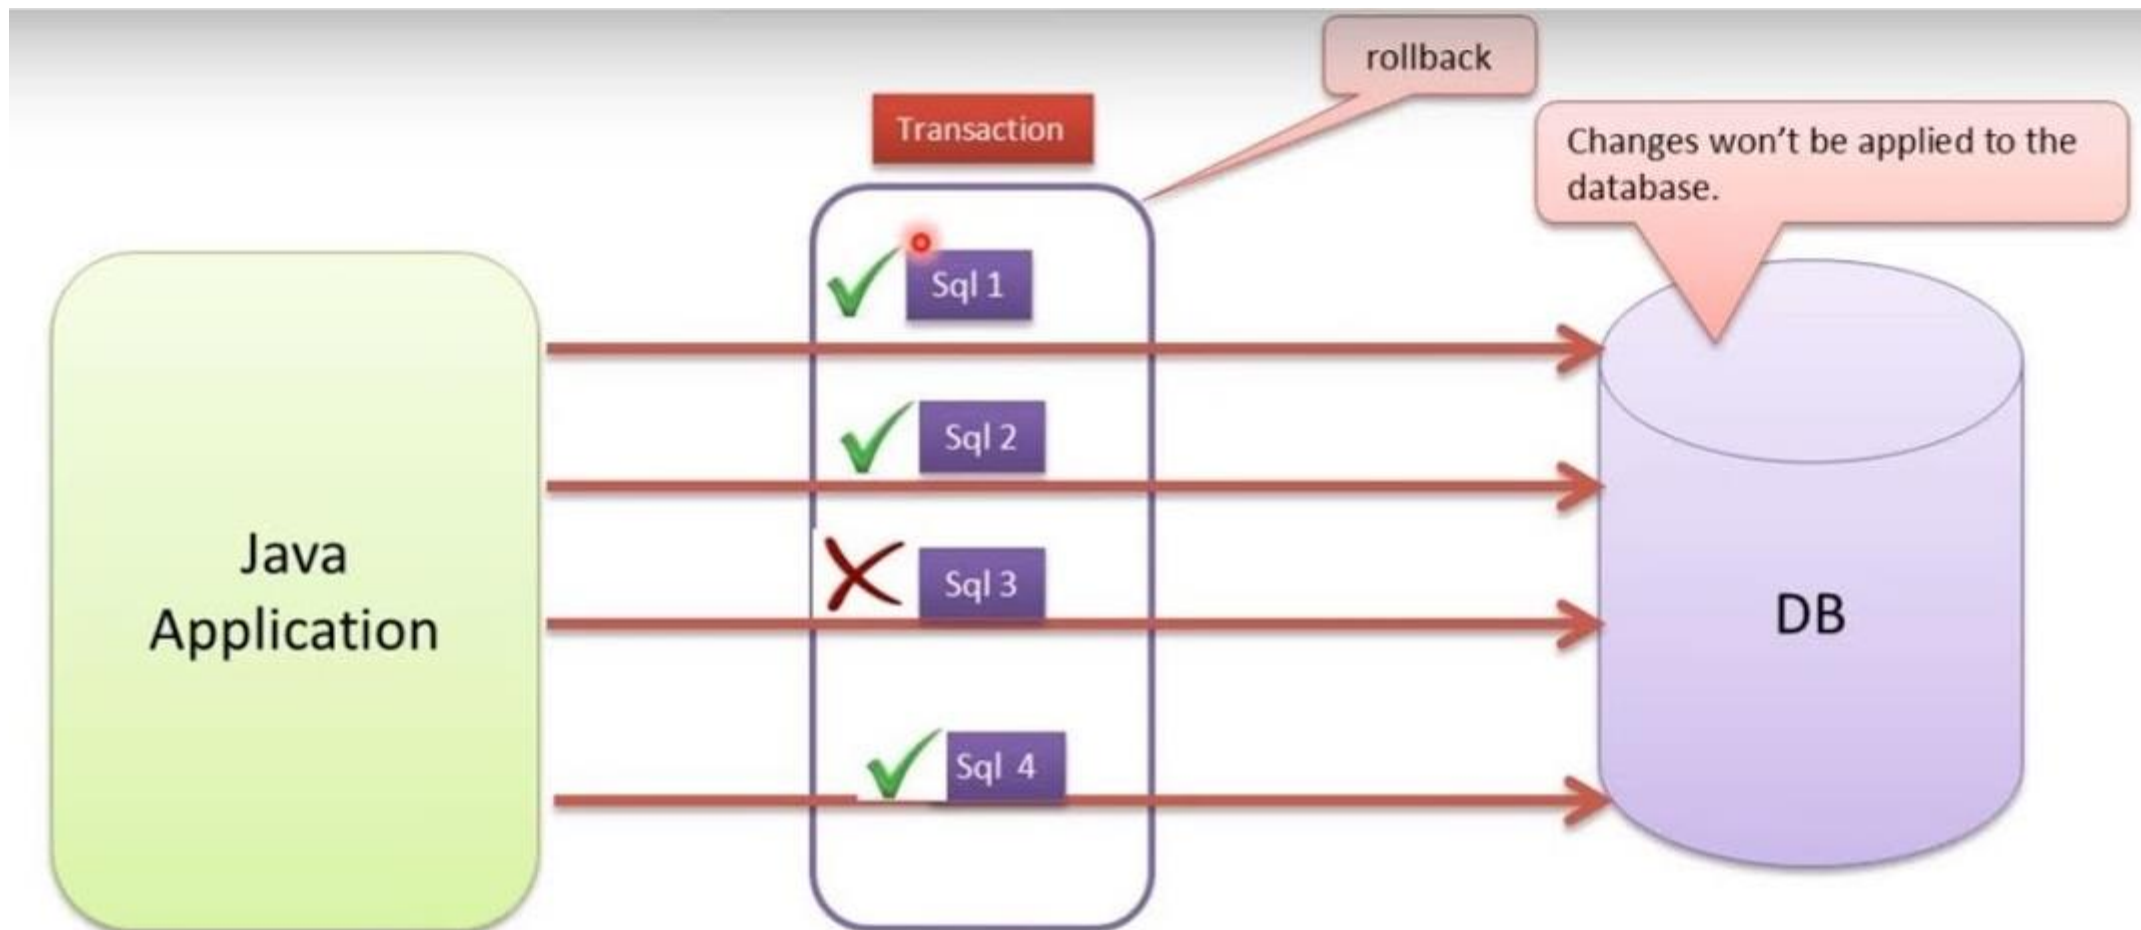 rollback
Transaction
Changes won't be applied to the
database.
Sql 1
Sql 2
Java
Application
Sql 3
DB
Sql 4